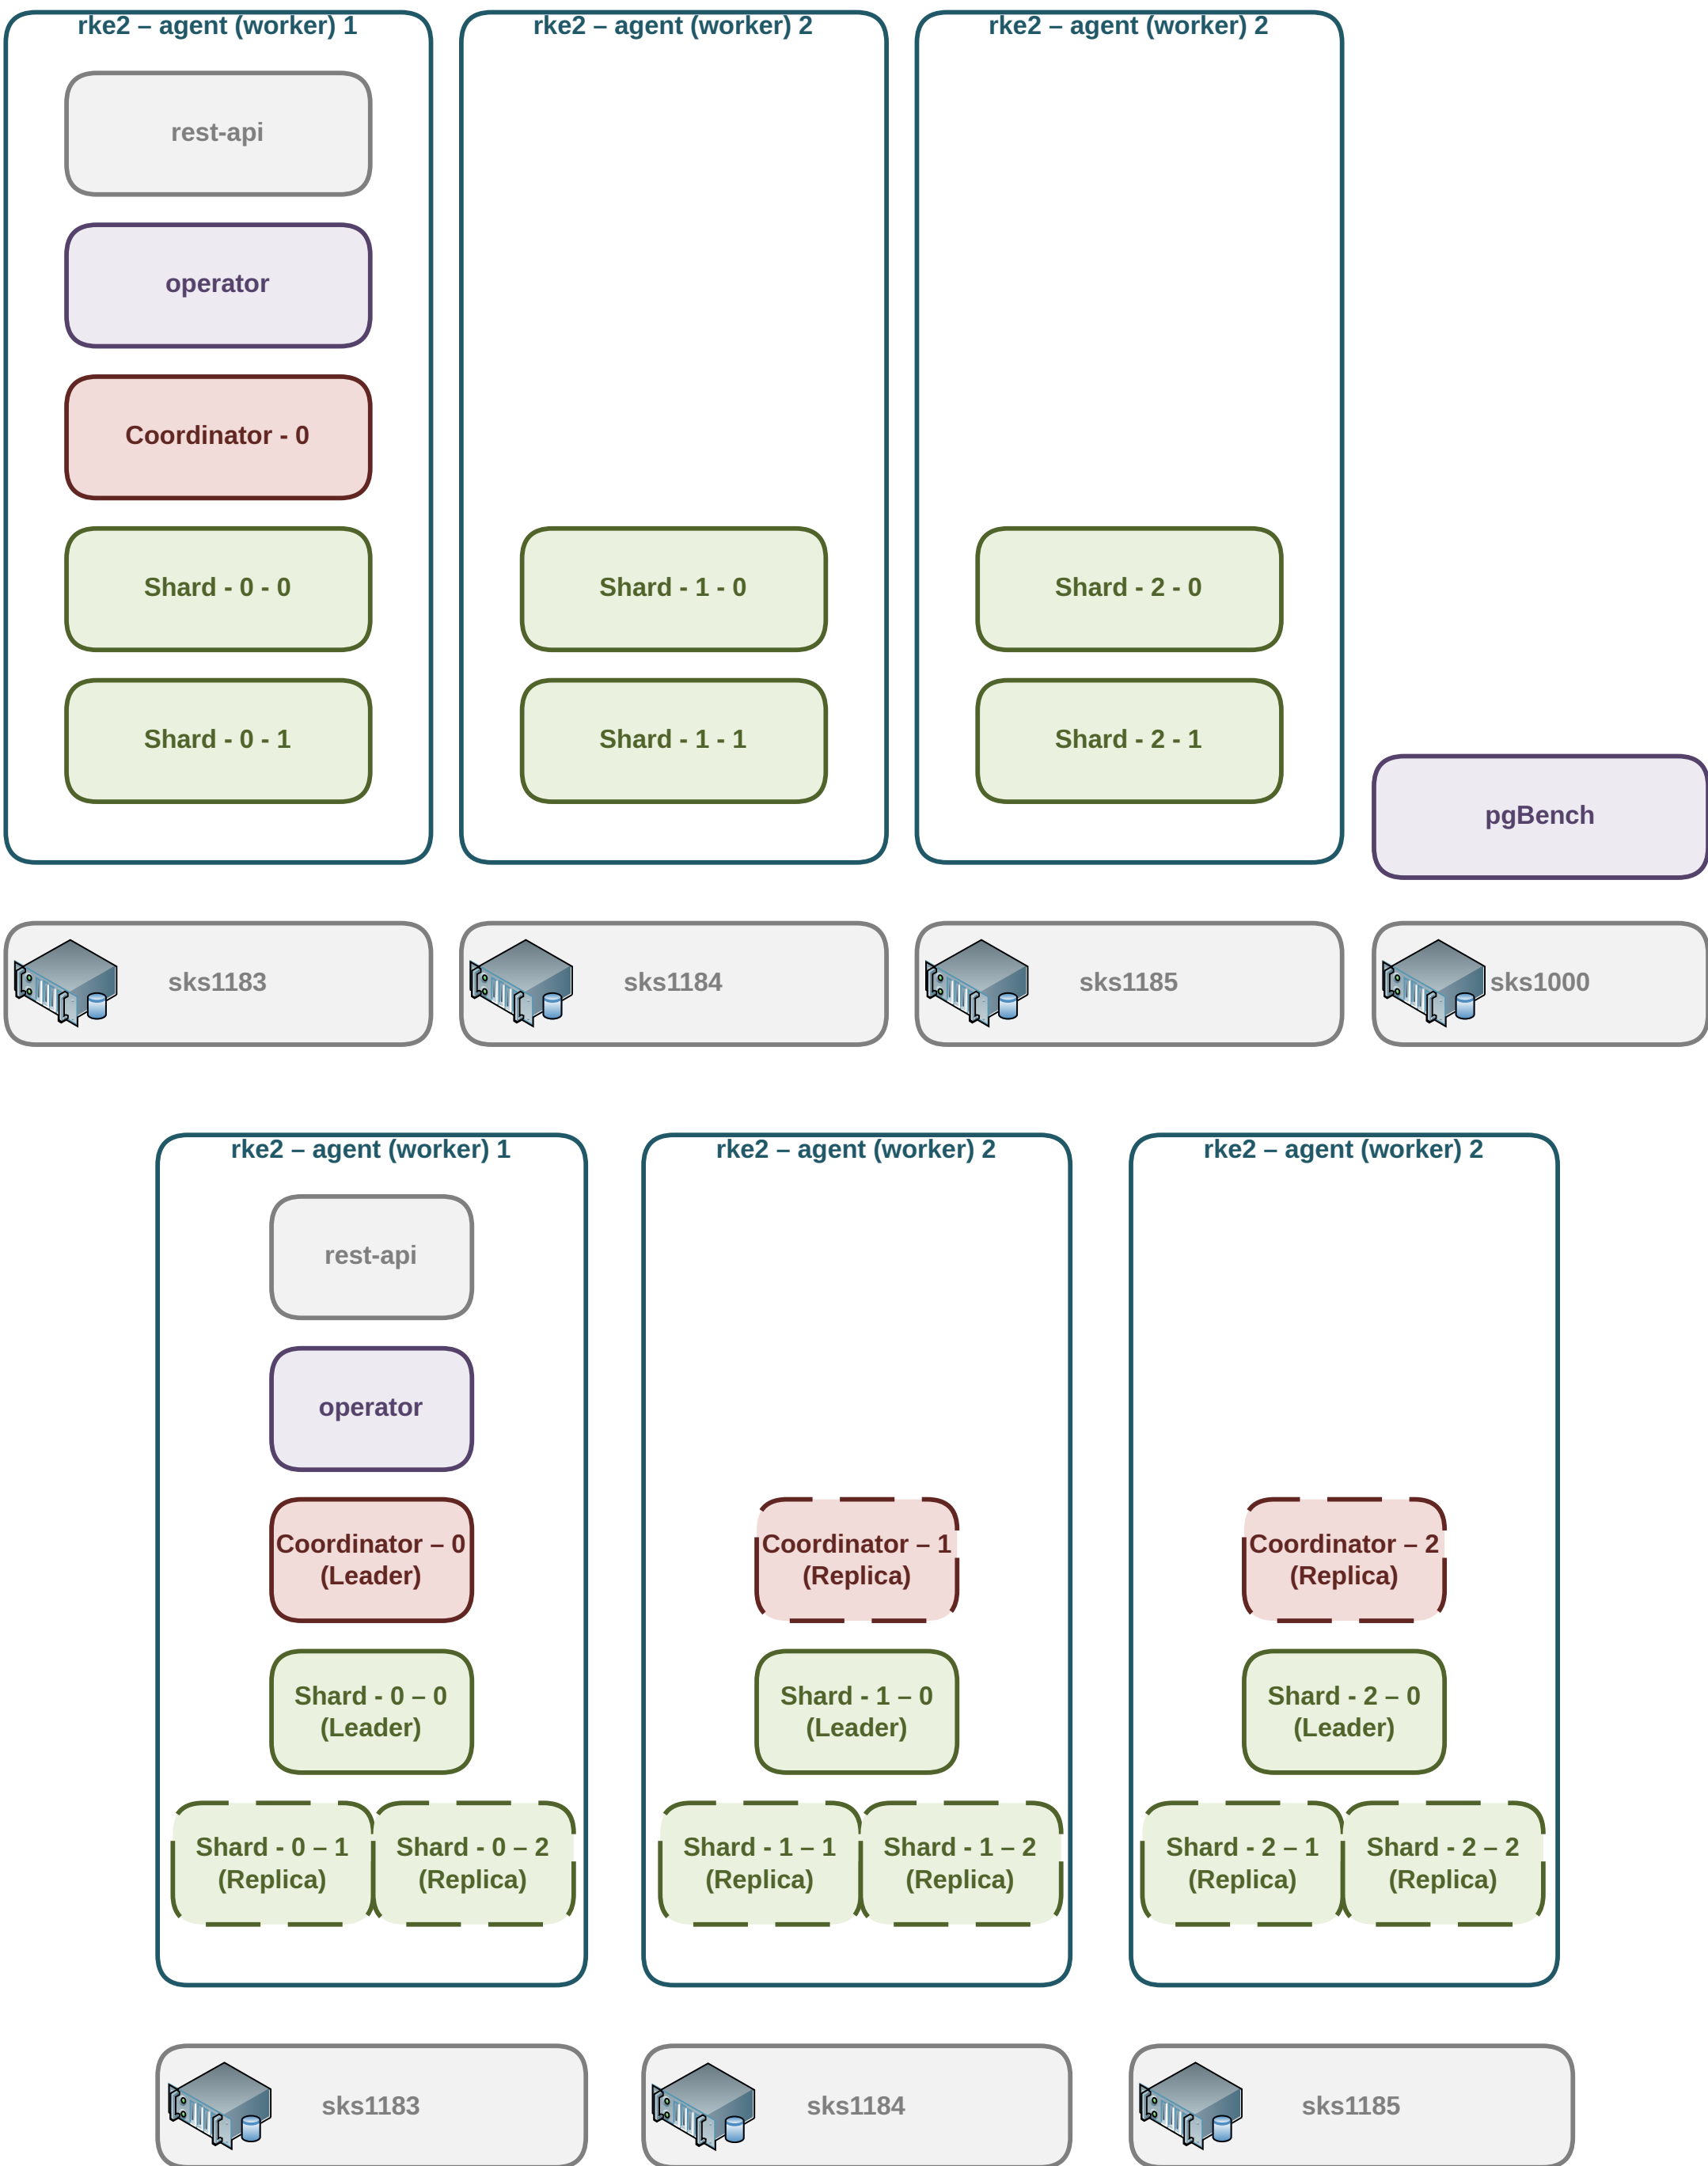 rke2 – agent (worker) 1
rke2 – agent (worker) 2
rke2 – agent (worker) 2
rest-api
operator
Coordinator - 0
Shard - 0 - 0
Shard - 1 - 0
Shard - 2 - 0
Shard - 0 - 1
Shard - 1 - 1
Shard - 2 - 1
pgBench
sks1183
sks1184
sks1185
sks1000
rke2 – agent (worker) 1
rke2 – agent (worker) 2
rke2 – agent (worker) 2
rest-api
operator
Coordinator – 0
(Leader)
Coordinator – 1
(Replica)
Coordinator – 2
(Replica)
Shard - 0 – 0
(Leader)
Shard - 1 – 0
(Leader)
Shard - 2 – 0
(Leader)
Shard - 0 – 1
(Replica)
Shard - 0 – 2
(Replica)
Shard - 1 – 1
(Replica)
Shard - 1 – 2
(Replica)
Shard - 2 – 1
(Replica)
Shard - 2 – 2
(Replica)
sks1183
sks1184
sks1185